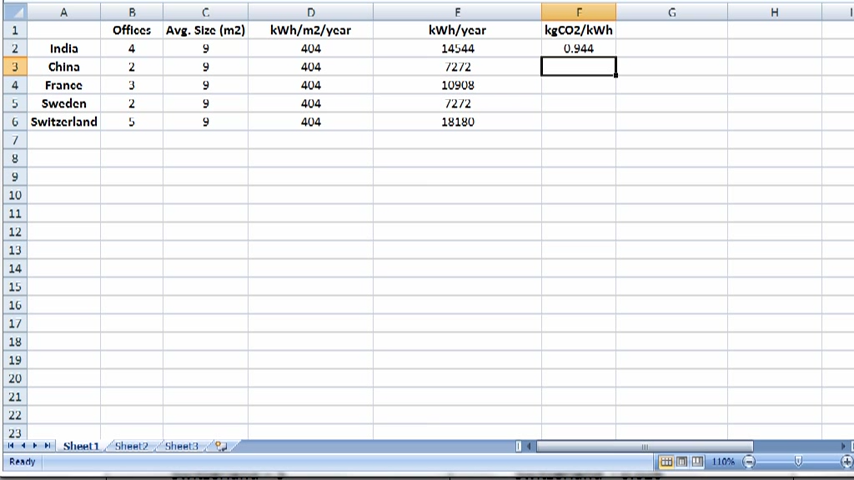 A B C D E F G H
1 Offices Avg. Size (m2) kWh/m2/year kWh/year kgCO2/kWh
2 India 4 9 404 14544 0.944
3 China 2 9 404 7272
4 France 3 9 404 10908
5 Sweden 2 9 404 7272
6 Switzerland 5 9 404 18180
7
8
9
10
11
12
13
14
15
16
17
18
19
20
21
22
23
Sheet1 Sheet2 Sheet3
Ready 110%